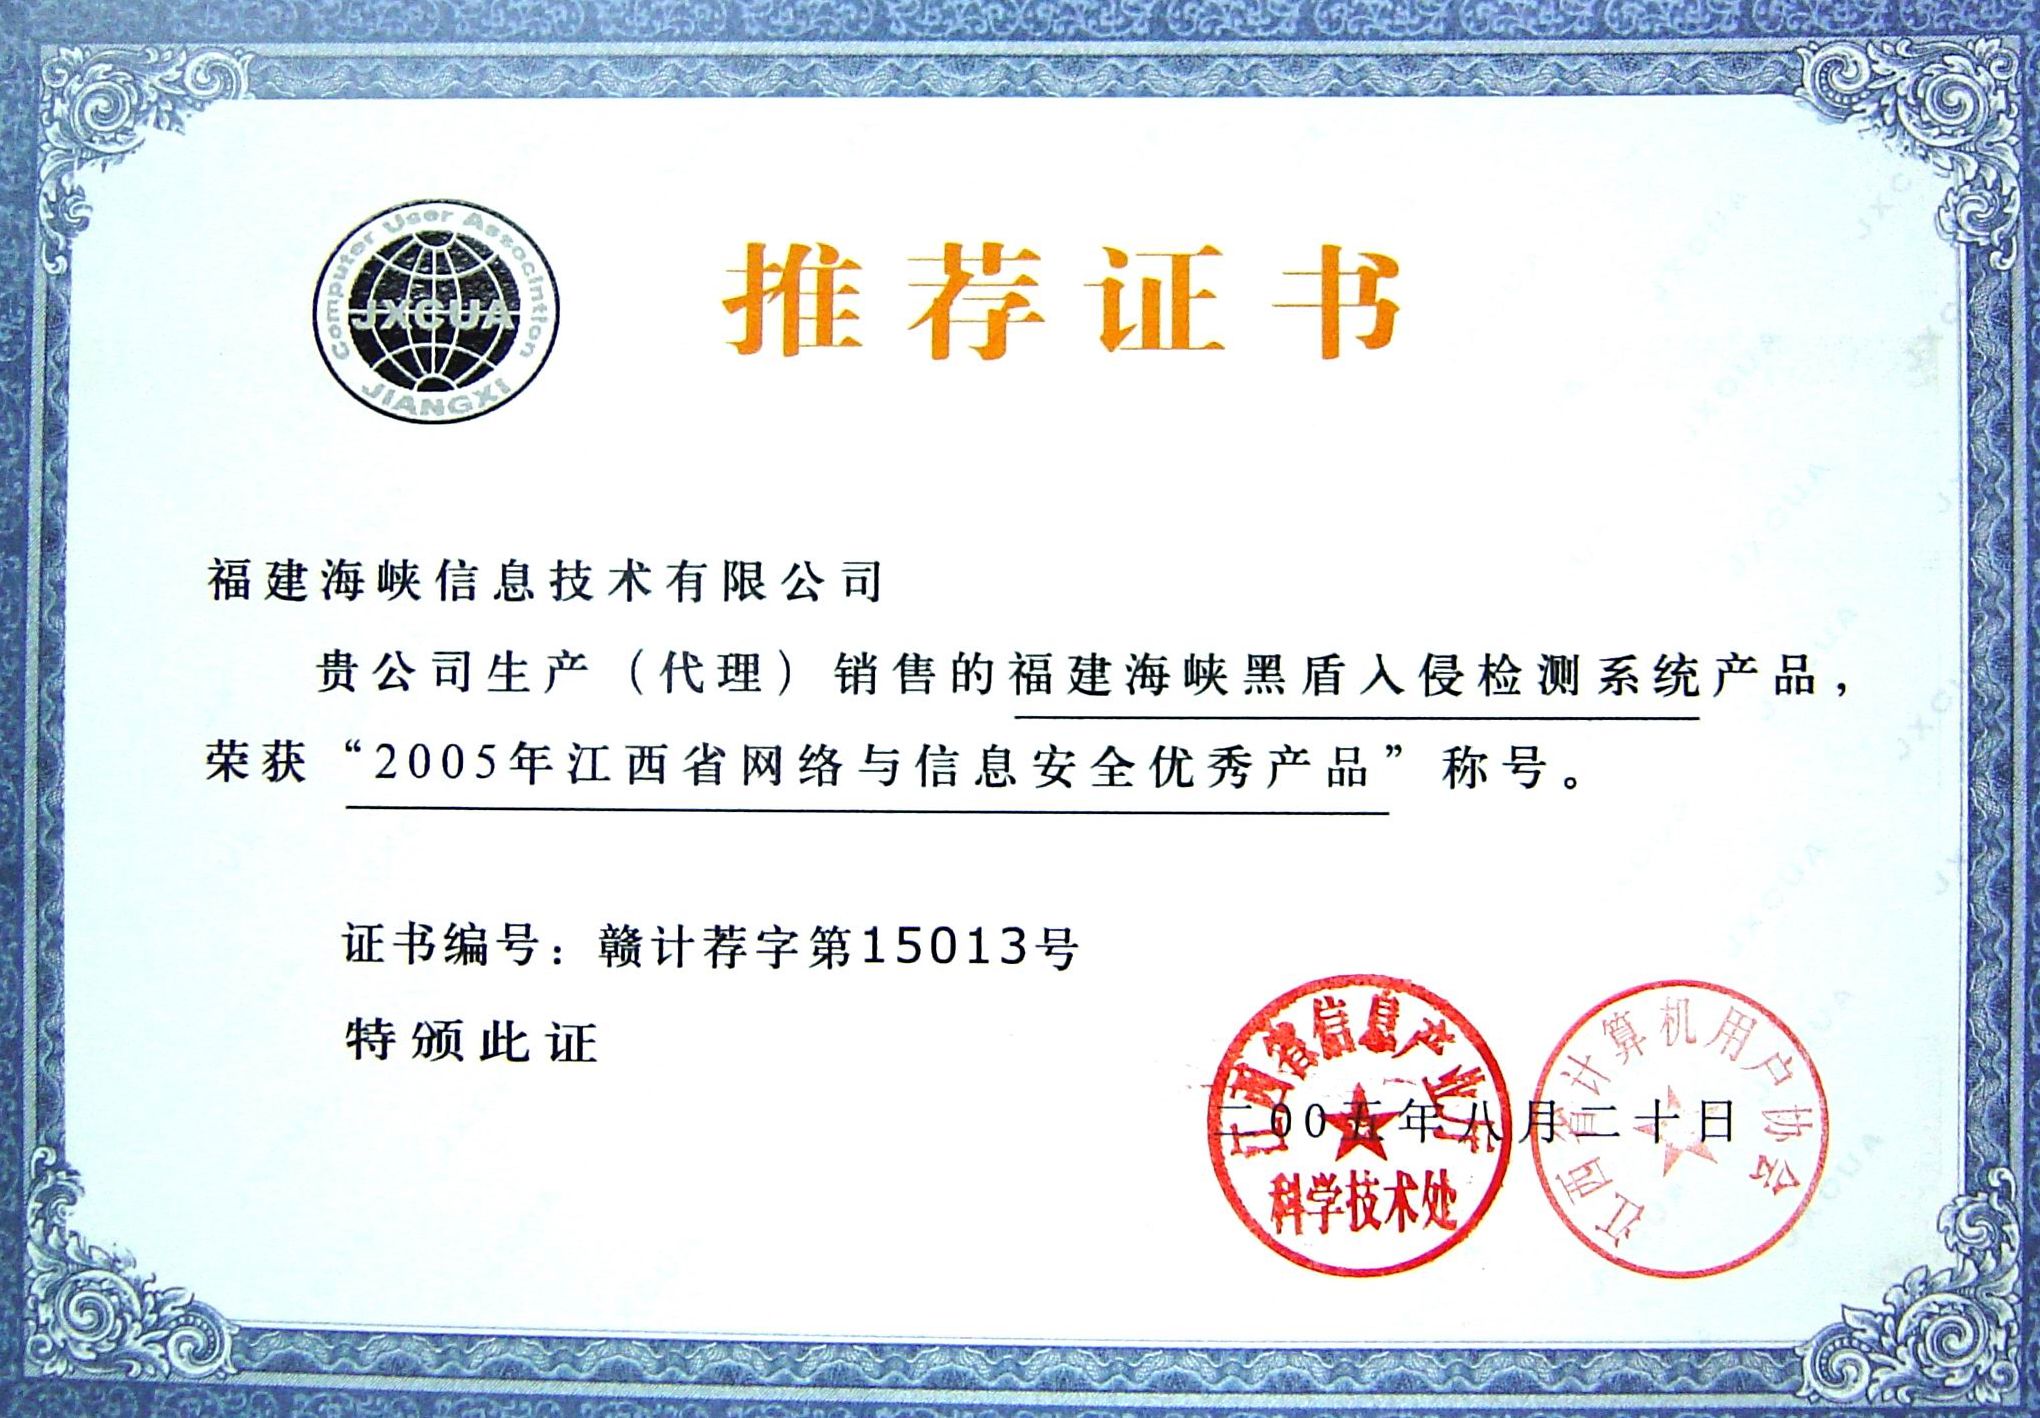 Computer User Associntion
JXCUA
JIANGXI
推荐证书
福建海峡信息技术有限公司
贵公司生产（代理）销售的福建海峡黑盾入侵检测系统产品，
荣获“2005年江西省网络与信息安全优秀产品”称号。
证书编号：赣计荐字第15013号
特颁此证
江西省信息产业厅
二00五年八月二十日
科学技术处
江西省计算机用户协会